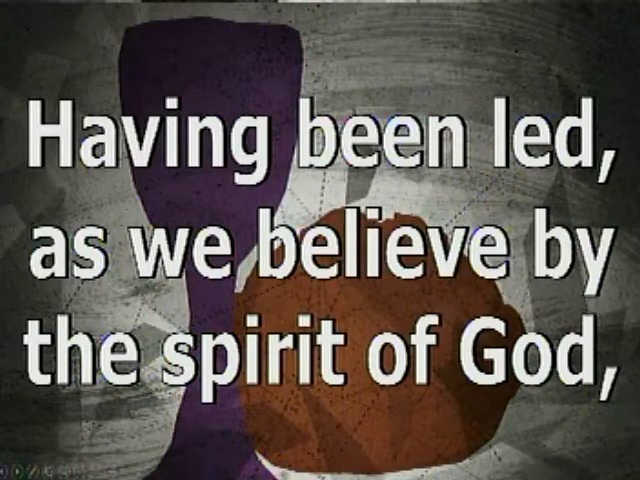 Having been led,
as we believe by
the spirit of God,